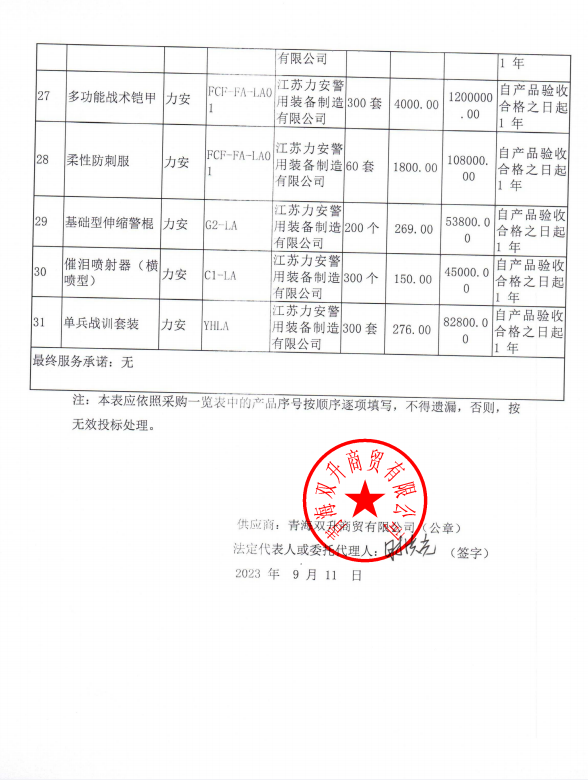 有限公司 1 年
27 多功能战术铠甲 力安 FCF-FA-LA01 江苏力安警用装备制造有限公司 300 套 4000.00 1200000.00 自产品验收合格之日起 1 年
28 柔性防刺服 力安 FCF-FA-LA01 江苏力安警用装备制造有限公司 60 套 1800.00 108000.00 自产品验收合格之日起 1 年
29 基础型伸缩警棍 力安 G2-LA 江苏力安警用装备制造有限公司 200 个 269.00 53800.00 自产品验收合格之日起 1 年
30 催泪喷射器（横喷型） 力安 C1-LA 江苏力安警用装备制造有限公司 300 个 150.00 45000.00 自产品验收合格之日起 1 年
31 单兵战训套装 力安 YHLA 江苏力安警用装备制造有限公司 300 套 276.00 82800.00 自产品验收合格之日起 1 年
最终服务承诺：无
注：本表应依照采购一览表中的产品序号按顺序逐项填写，不得遗漏，否则，按
无效投标处理。
青海双升商贸有限公司
供应商：青海双升商贸有限公司（公章）
法定代表人或委托代理人：（签字）
2023 年 9 月 11 日